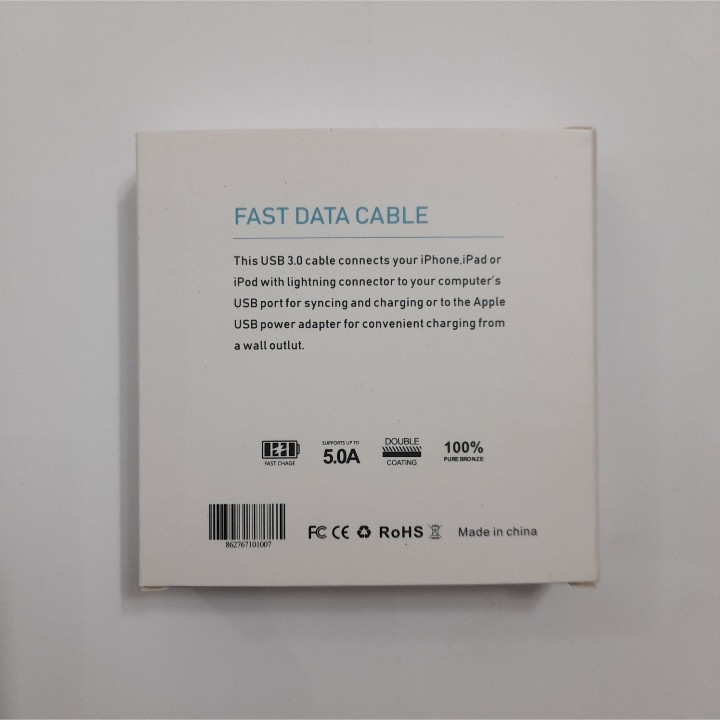 FAST DATA CABLE
This USB 3.0 cable connects your iPhone,iPad or
iPod with lightning connector to your computer's
USB port for syncing and charging or to the Apple
USB power adapter for convenient charging from
a wall outlut.
FAST CHAGE
SUPPORTS UP TO
5.0A
DOUBLE
COATING
100%
PURE BRONZE
862767101007
FC CE RoHS Made in china